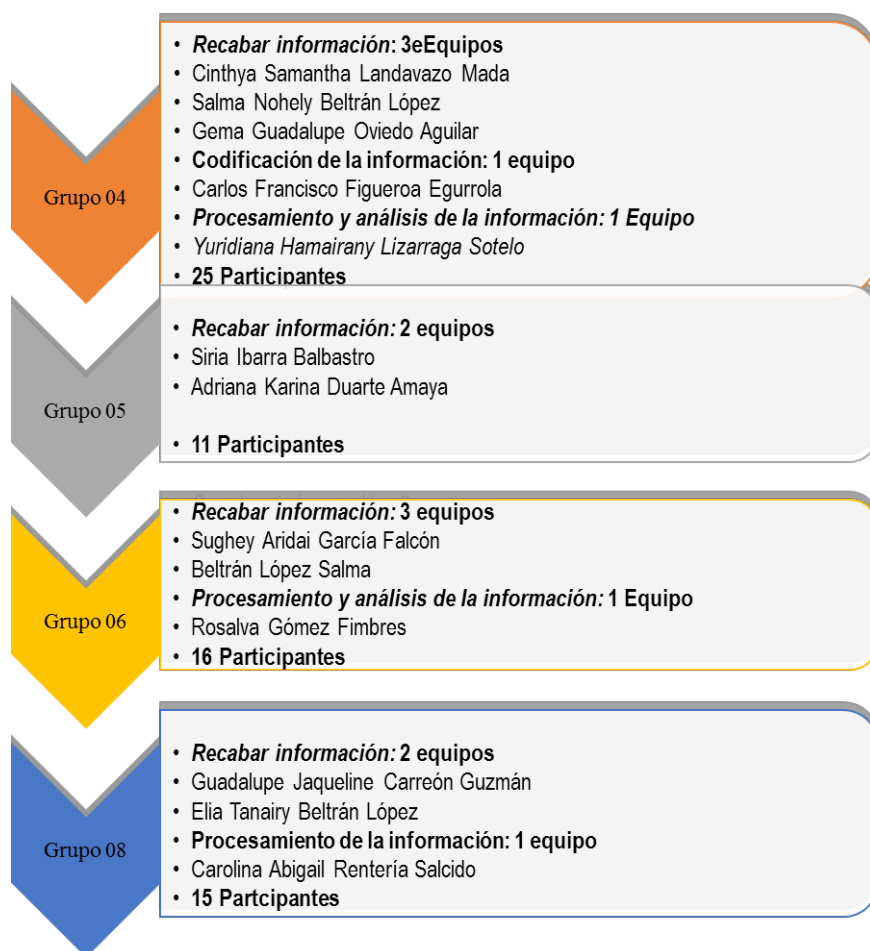 Grupo 04
• Recabar información: 3eEquipos
• Cinthya Samantha Landavazo Mada
• Salma Nohely Beltrán López
• Gema Guadalupe Oviedo Aguilar
• Codificación de la información: 1 equipo
• Carlos Francisco Figueroa Egurrola
• Procesamiento y análisis de la información: 1 Equipo
• Yuridiana Hamairany Lizarraga Sotelo
• 25 Participantes
Grupo 05
• Recabar información: 2 equipos
• Siria Ibarra Balbastro
• Adriana Karina Duarte Amaya
• 11 Participantes
Grupo 06
• Recabar información: 3 equipos
• Sughey Aridai García Falcón
• Beltrán López Salma
• Procesamiento y análisis de la información: 1 Equipo
• Rosalva Gómez Fimbres
• 16 Participantes
Grupo 08
• Recabar información: 2 equipos
• Guadalupe Jaqueline Carreón Guzmán
• Elia Tanairy Beltrán López
• Procesamiento de la información: 1 equipo
• Carolina Abigail Rentería Salcido
• 15 Partcipantes